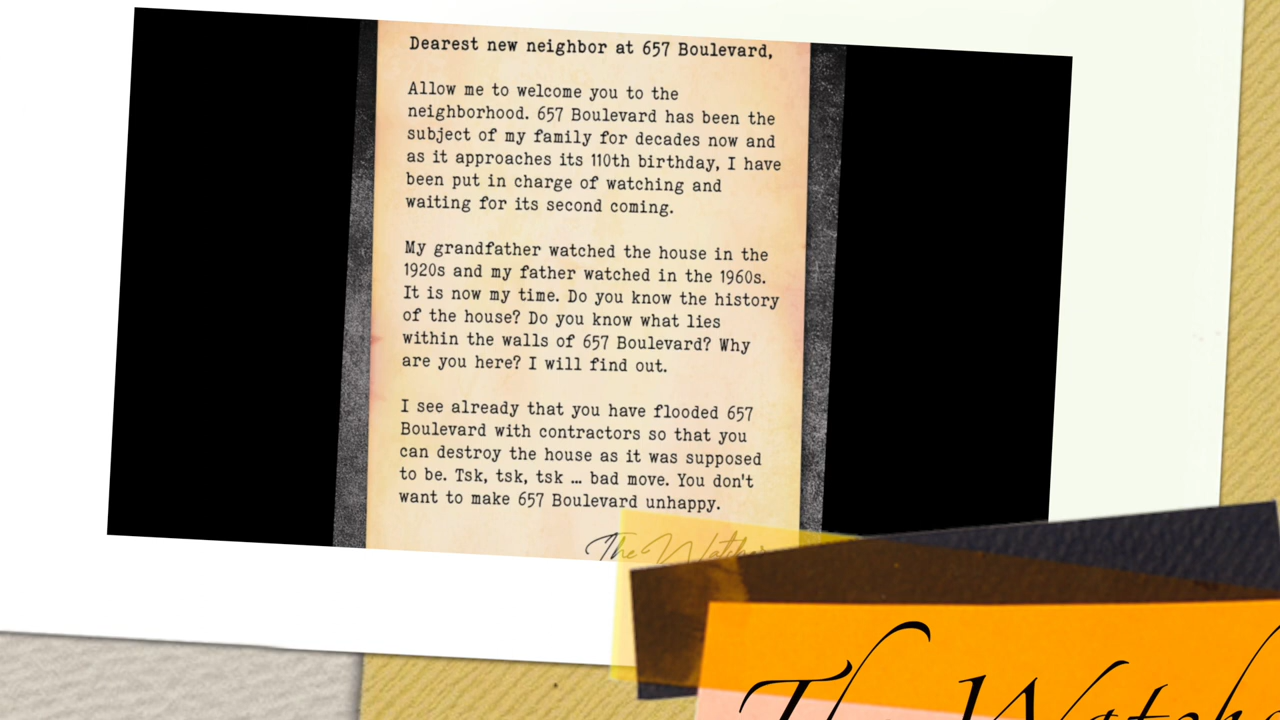 Dearest new neighbor at 657 Boulevard,
Allow me to welcome you to the
neighborhood. 657 Boulevard has been the
subject of my family for decades now and
as it approaches its 110th birthday, I have
been put in charge of watching and
waiting for its second coming.
My grandfather watched the house in the
1920s and my father watched in the 1960s.
It is now my time. Do you know the history
of the house? Do you know what lies
within the walls of 657 Boulevard? Why
are you here? I will find out.
I see already that you have flooded 657
Boulevard with contractors so that you
can destroy the house as it was supposed
to be. Tsk, tsk, tsk … bad move. You don't
want to make 657 Boulevard unhappy.
The Watcher
The Watche